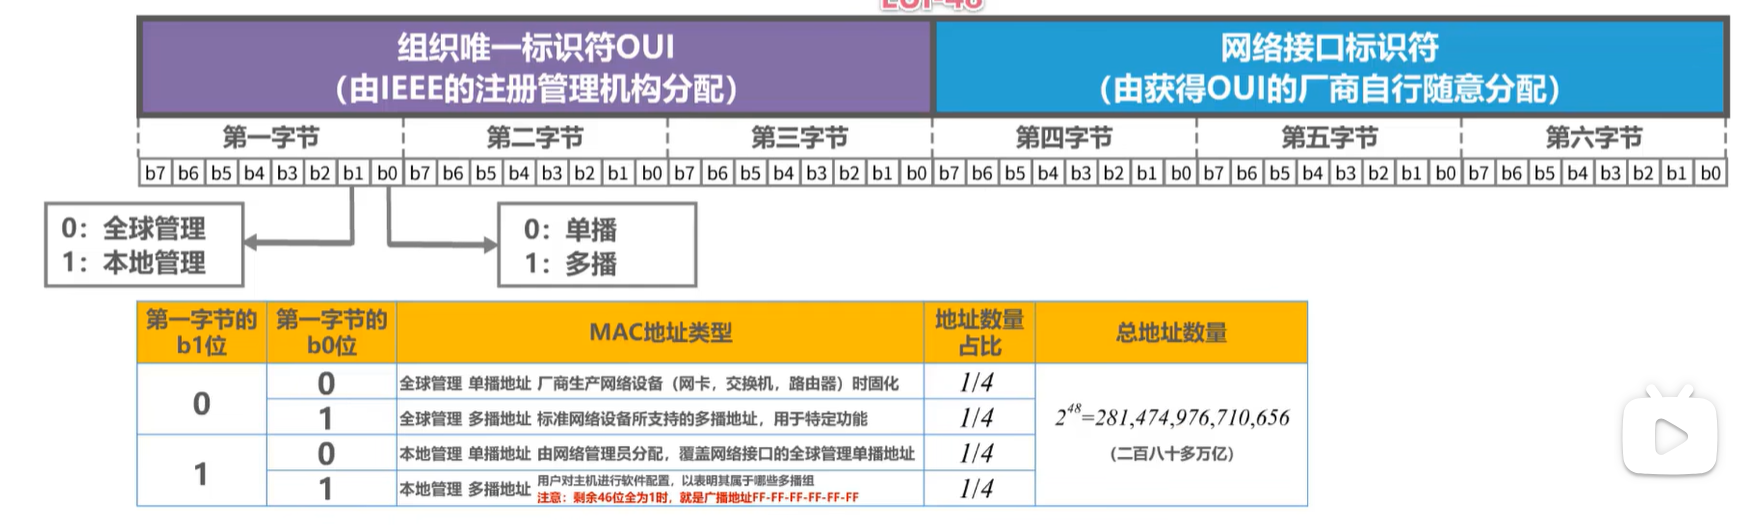 EUI-48
组织唯一标识符OUI
网络接口标识符
（由IEEE的注册管理机构分配）
（由获得OUI的厂商自行随意分配）
第一字节 第二字节 第三字节 第四字节 第五字节 第六字节
b7 b6 b5 b4 b3 b2 b1 b0 b7 b6 b5 b4 b3 b2 b1 b0 b7 b6 b5 b4 b3 b2 b1 b0 b7 b6 b5 b4 b3 b2 b1 b0 b7 b6 b5 b4 b3 b2 b1 b0 b7 b6 b5 b4 b3 b2 b1 b0
0：全球管理
1：本地管理
0：单播
1：多播
第一字节的
b1位
第一字节的
b0位
MAC地址类型
地址数量
占比
总地址数量
0
0
全球管理 单播地址 厂商生产网络设备（网卡，交换机，路由器）时固化
1/4
1
全球管理 多播地址 标准网络设备所支持的多播地址，用于特定功能
1/4
1
0
本地管理 单播地址 由网络管理员分配，覆盖网络接口的全球管理单播地址
1/4
1
本地管理 多播地址
用户对主机进行软件配置，以表明其属于哪些多播组
注意：剩余46位全为1时，就是广播地址FF-FF-FF-FF-FF-FF
1/4
2⁴⁸=281,474,976,710,656
（二百八十多万亿）